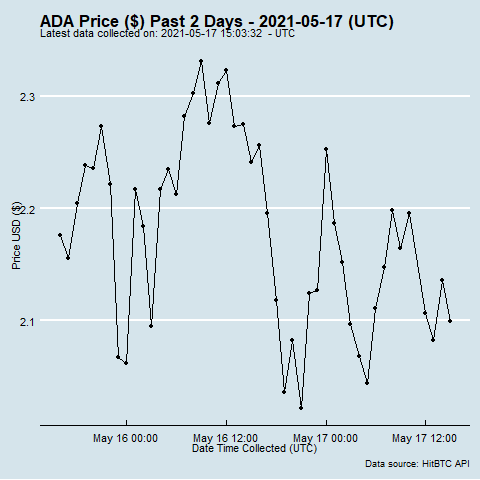 ADA Price ($) Past 2 Days - 2021-05-17 (UTC)
Latest data collected on: 2021-05-17 15:03:32 - UTC
2.3
2.2
2.1
Price USD ($)
May 16 00:00 May 16 12:00 May 17 00:00 May 17 12:00
Date Time Collected (UTC)
Data source: HitBTC API